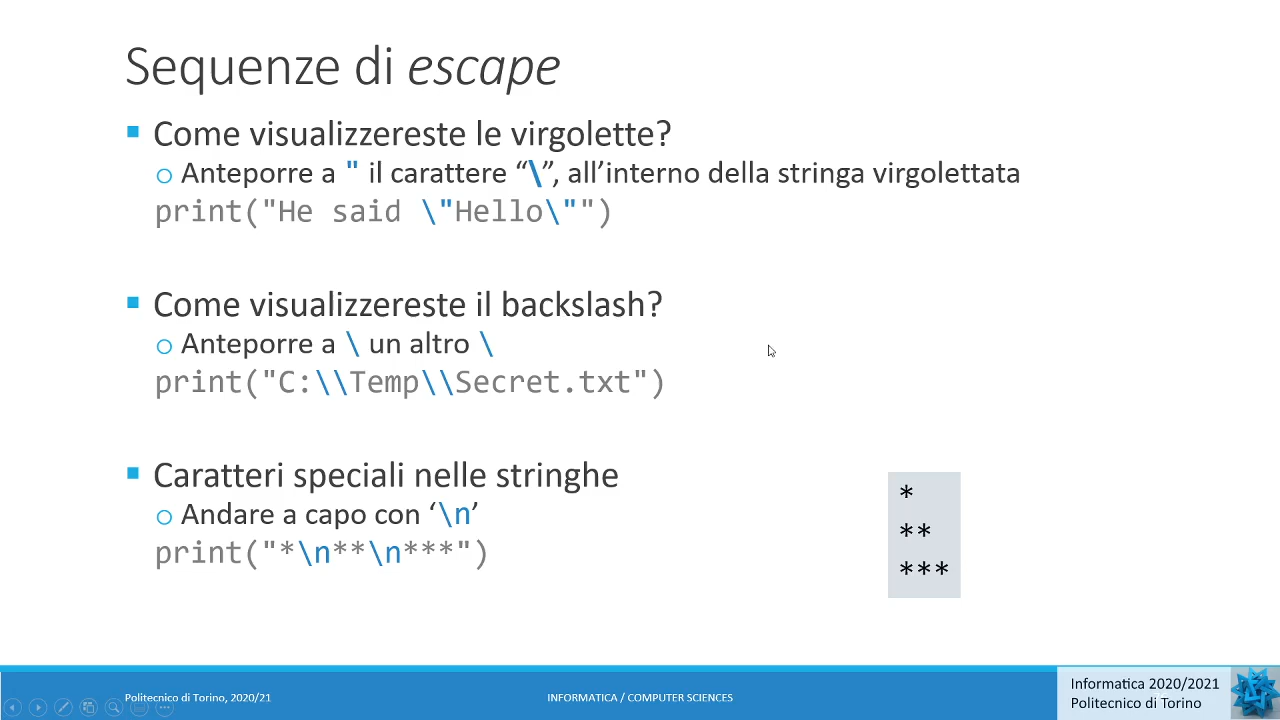 Sequenze di escape
Come visualizzereste le virgolette?
Anteporre a " il carattere “\”, all’interno della stringa virgolettata
print("He said \"Hello\"")
Come visualizzereste il backslash?
Anteporre a \ un altro \
print("C:\\Temp\\Secret.txt")
Caratteri speciali nelle stringhe
Andare a capo con ‘\n’
print("*\n**\n***")
*
**
***
Politecnico di Torino, 2020/21
INFORMATICA / COMPUTER SCIENCES
Informatica 2020/2021
Politecnico di Torino